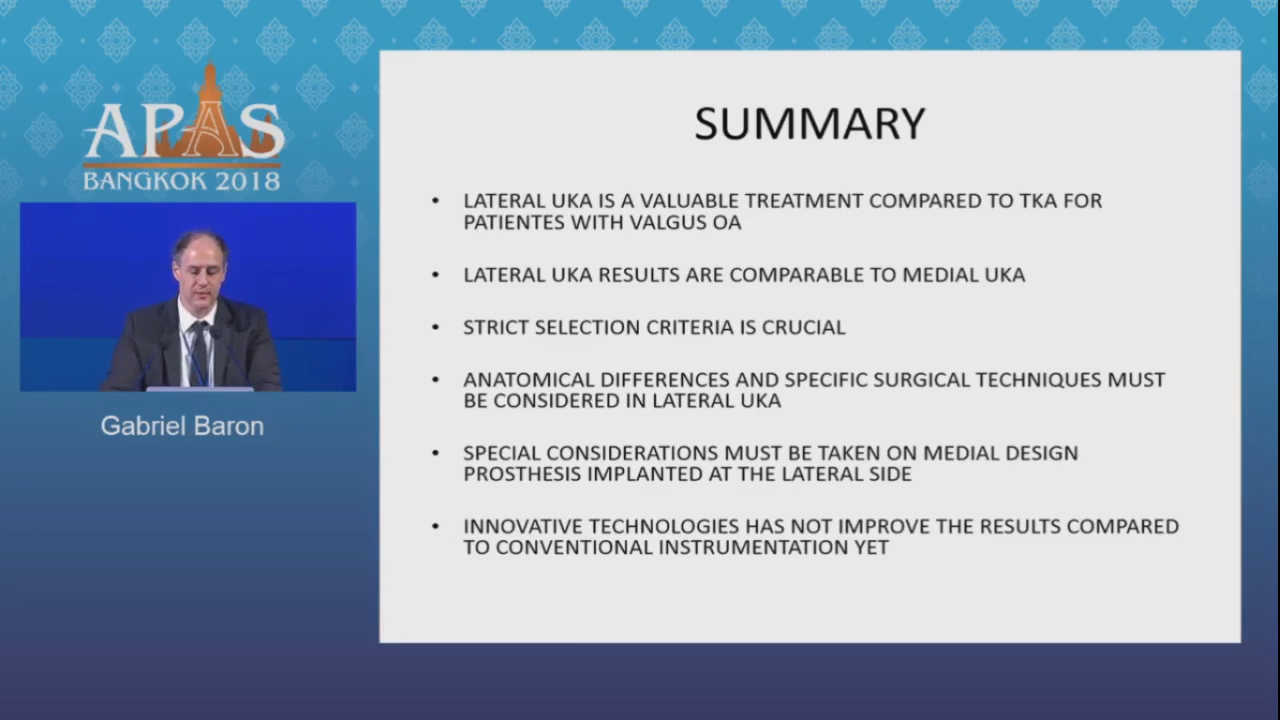 APAS
BANGKOK 2018
Gabriel Baron
SUMMARY
• LATERAL UKA IS A VALUABLE TREATMENT COMPARED TO TKA FOR
PATIENTES WITH VALGUS OA
• LATERAL UKA RESULTS ARE COMPARABLE TO MEDIAL UKA
• STRICT SELECTION CRITERIA IS CRUCIAL
• ANATOMICAL DIFFERENCES AND SPECIFIC SURGICAL TECHNIQUES MUST
BE CONSIDERED IN LATERAL UKA
• SPECIAL CONSIDERATIONS MUST BE TAKEN ON MEDIAL DESIGN
PROSTHESIS IMPLANTED AT THE LATERAL SIDE
• INNOVATIVE TECHNOLOGIES HAS NOT IMPROVE THE RESULTS COMPARED
TO CONVENTIONAL INSTRUMENTATION YET